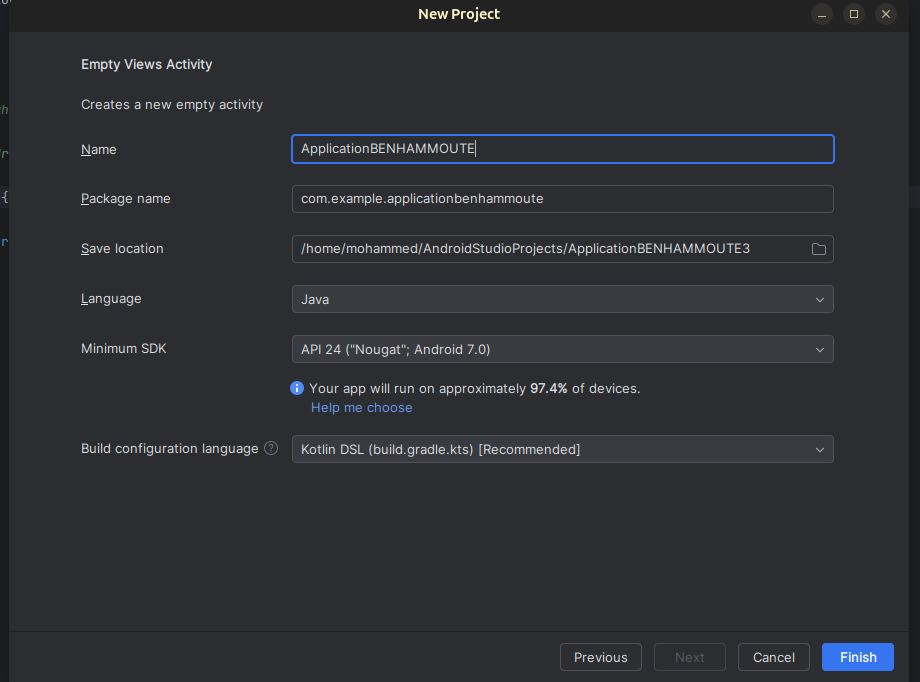 New Project
Empty Views Activity
Creates a new empty activity
Name ApplicationBENHAMMOUTE
Package name com.example.applicationbenhammoute
Save location /home/mohammed/AndroidStudioProjects/ApplicationBENHAMMOUTE3
Language Java
Minimum SDK API 24 ("Nougat"; Android 7.0)
Your app will run on approximately 97.4% of devices.
Help me choose
Build configuration language ? Kotlin DSL (build.gradle.kts) [Recommended]
Previous Next Cancel Finish